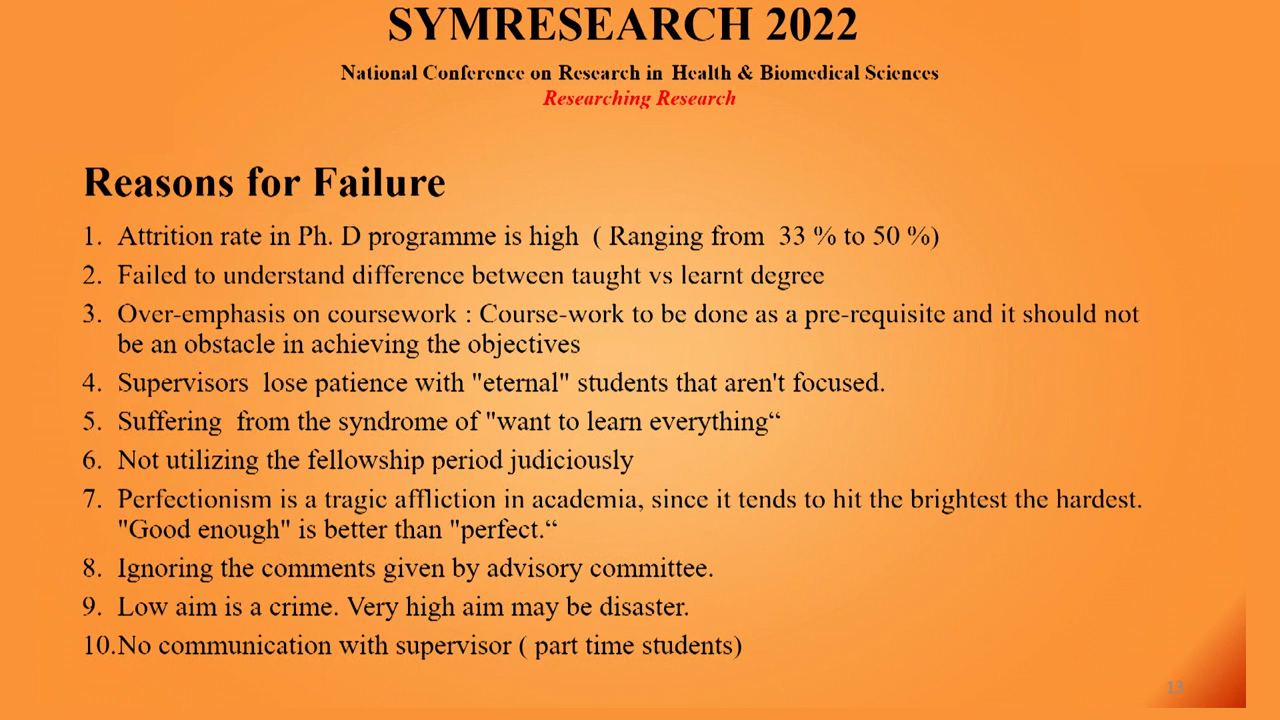 SYMRESEARCH 2022
National Conference on Research in Health & Biomedical Sciences
Researching Research
Reasons for Failure
1. Attrition rate in Ph. D programme is high ( Ranging from 33 % to 50 %)
2. Failed to understand difference between taught vs learnt degree
3. Over-emphasis on coursework : Course-work to be done as a pre-requisite and it should not
be an obstacle in achieving the objectives
4. Supervisors lose patience with "eternal" students that aren't focused.
5. Suffering from the syndrome of "want to learn everything“
6. Not utilizing the fellowship period judiciously
7. Perfectionism is a tragic affliction in academia, since it tends to hit the brightest the hardest.
"Good enough" is better than "perfect.“
8. Ignoring the comments given by advisory committee.
9. Low aim is a crime. Very high aim may be disaster.
10.No communication with supervisor ( part time students)
13